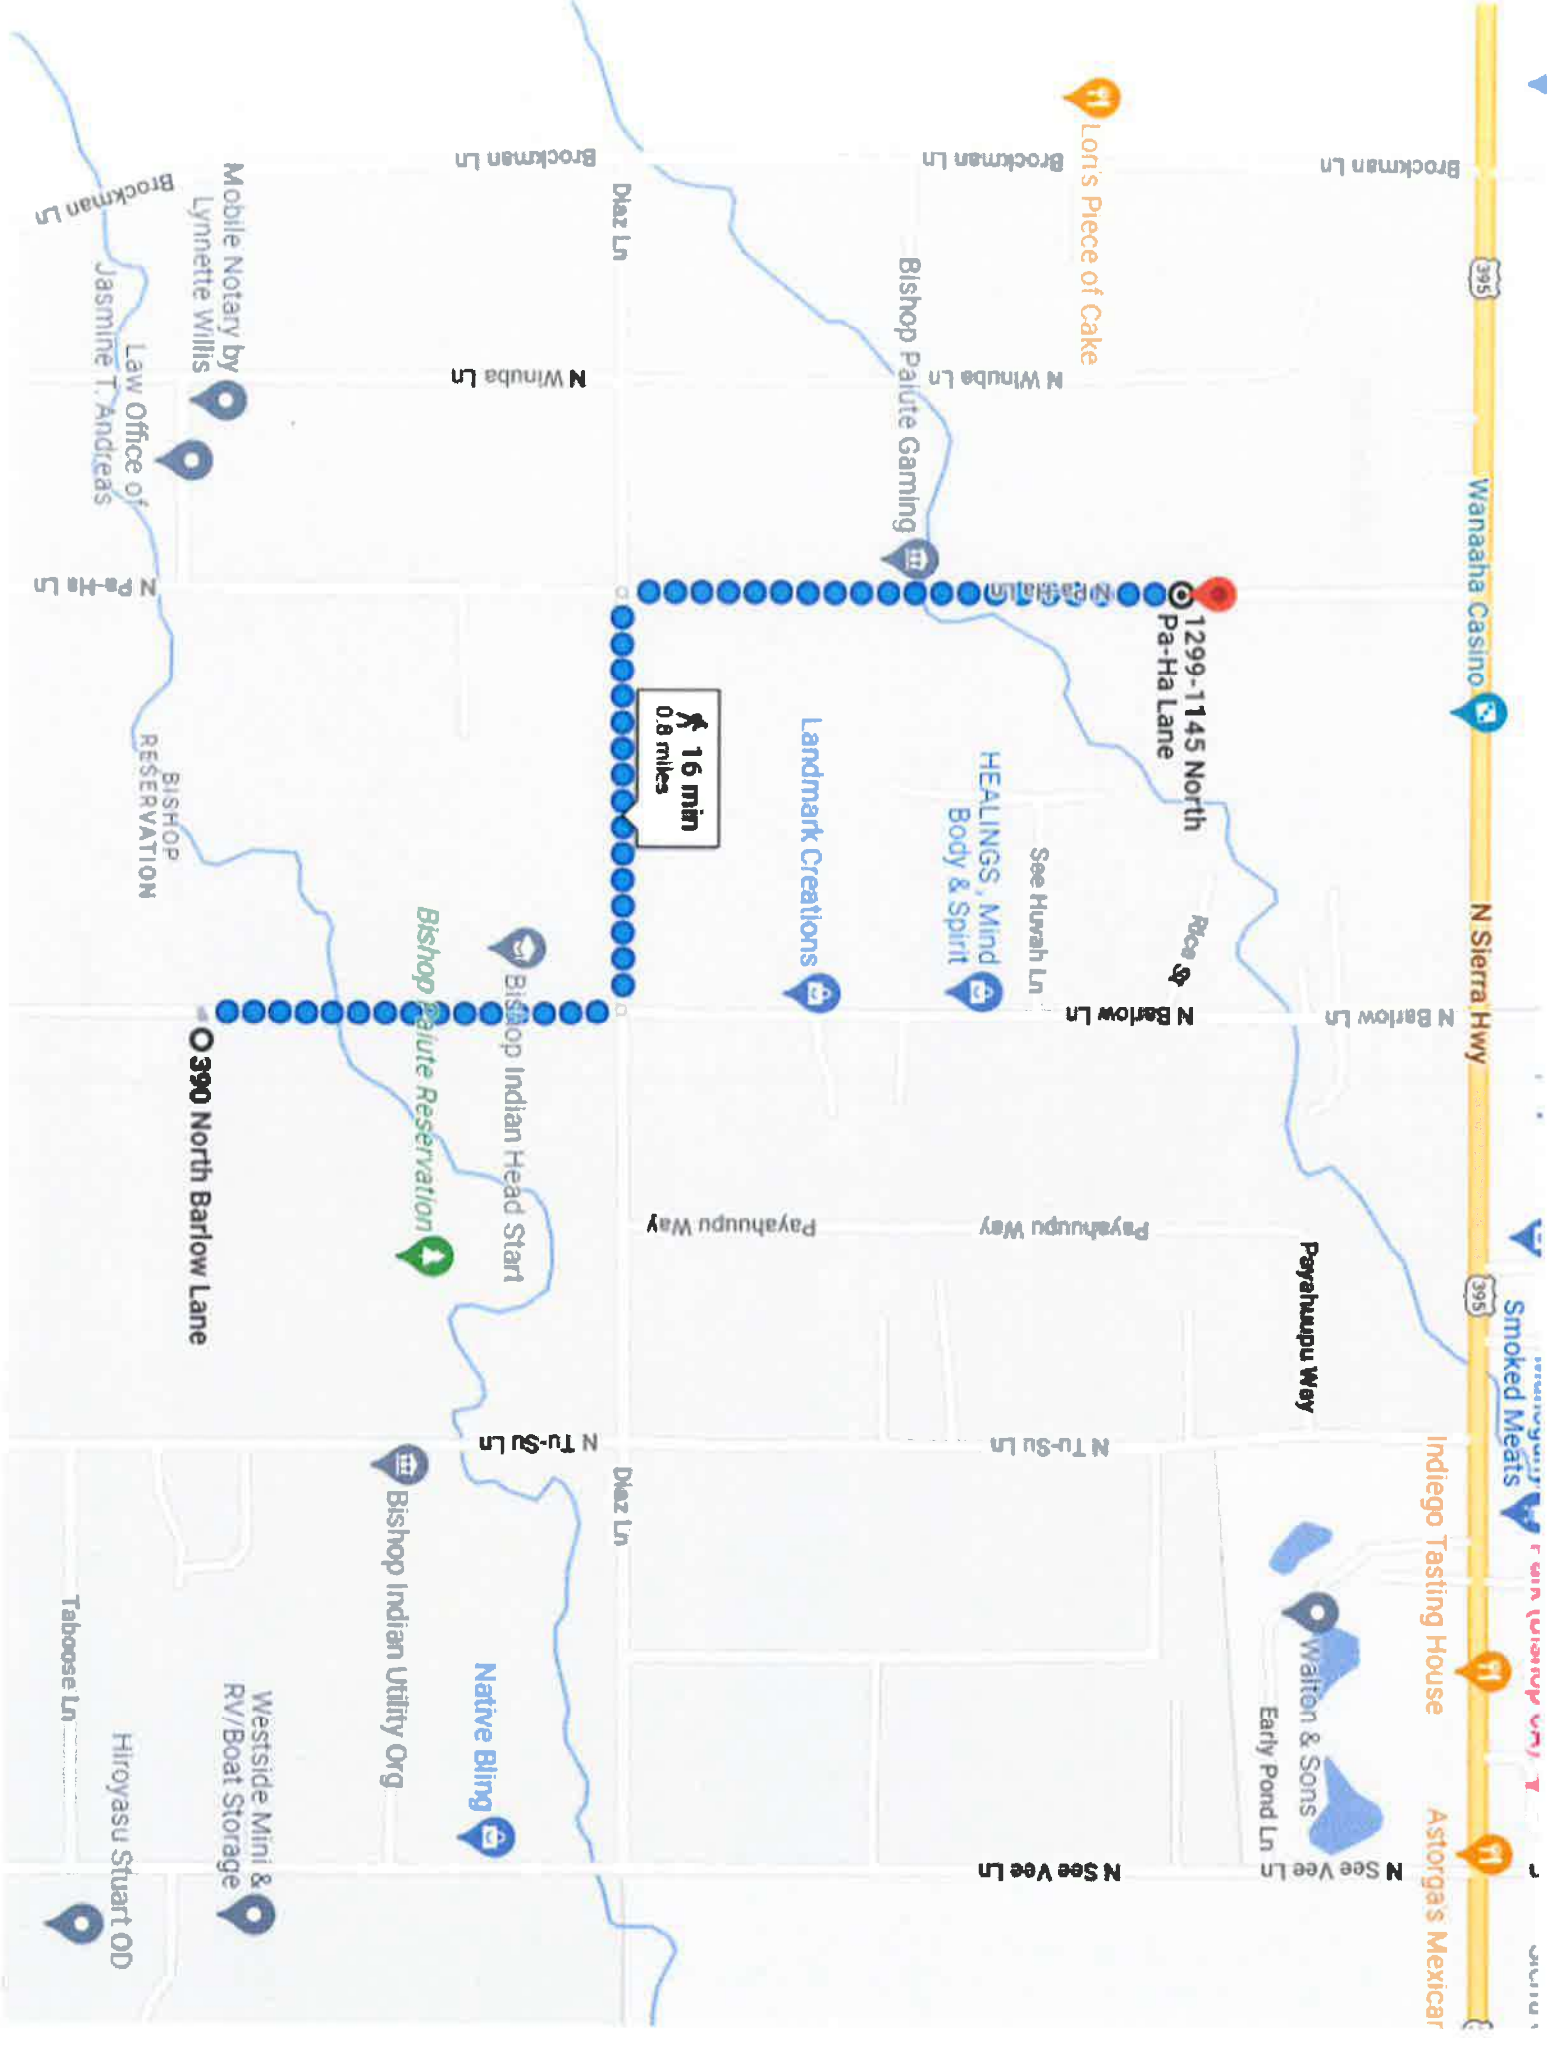 N Sierra Hwy
395
395
Wanaaha Casino
Smoked Meats
Indiego Tasting House
Astorga's Mexican
Brockman Ln
Lori's Piece of Cake
N Barlow Ln
Payahuupu Way
Walton & Sons
Early Pond Ln
N See Vee Ln
1299-1145 North
Pa-Ha Lane
Rice St
N Barlow Ln
Brockman Ln
N Winuba Ln
N Pa-Ha Ln
See Huvah Ln
Payahuupu Way
N Tu-Su Ln
N See Vee Ln
HEALINGS, Mind
Body & Spirit
Bishop Paiute Gaming
Landmark Creations
16 min
0.8 miles
Payahuupu Way
Diaz Ln
Diaz Ln
Brockman Ln
N Winuba Ln
N Tu-Su Ln
Bishop Indian Head Start
Native Bling
Bishop Paiute Reservation
Bishop Indian Utility Org
Mobile Notary by
Lynnette Willis
390 North Barlow Lane
Westside Mini &
RV/Boat Storage
Law Office of
Jasmine T. Andreas
BISHOP
RESERVATION
Hiroyasu Stuart OD
Brockman Ln
N Pa-Ha Ln
Taboose Ln